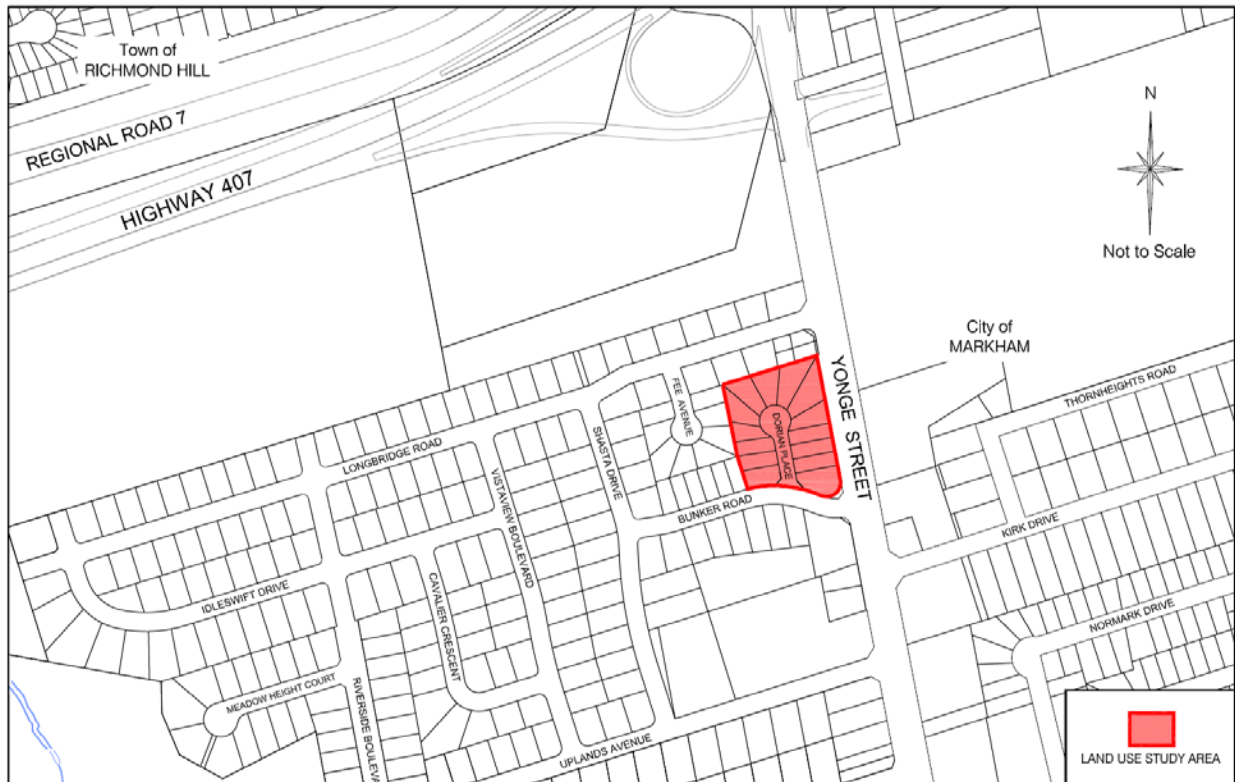 Town of
RICHMOND HILL
REGIONAL ROAD 7
HIGHWAY 407
N
Not to Scale
City of
MARKHAM
YONGE STREET
THORNHEIGHTS ROAD
FEE AVENUE
DORIAN PLACE
SHASTA DRIVE
LONGBRIDGE ROAD
VISTAVIEW BOULEVARD
BUNKER ROAD
KIRK DRIVE
IDLESWIFT DRIVE
CAVALIER CRESCENT
NORMARK DRIVE
MEADOW HEIGHT COURT
RIVERSIDE BOULEVA
UPLANDS AVENUE
LAND USE STUDY AREA